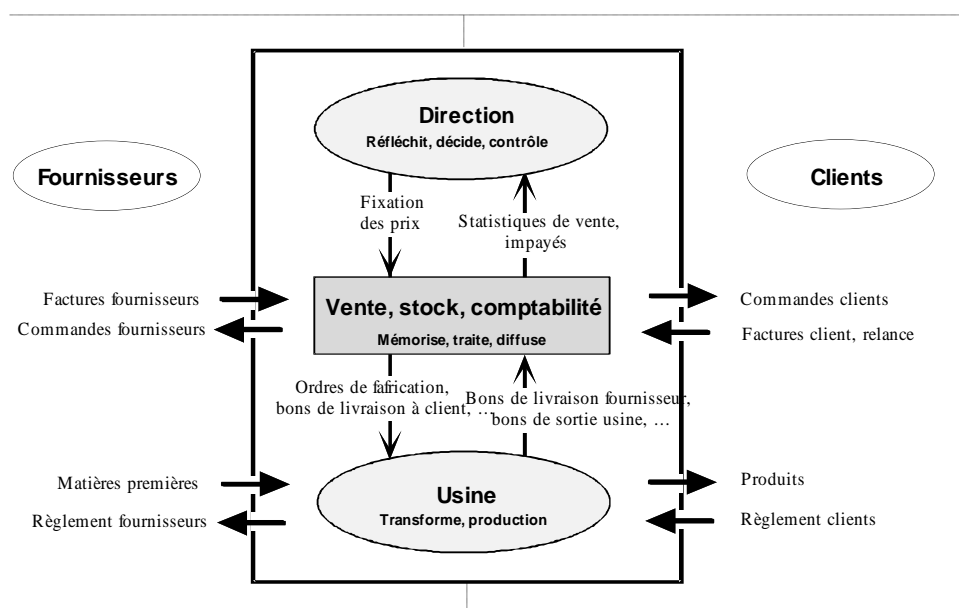 Direction
Réfléchit, décide, contrôle
Fournisseurs
Clients
Fixation
des prix
Statistiques de vente,
impayés
Factures fournisseurs
Commandes fournisseurs
Vente, stock, comptabilité
Mémorise, traite, diffuse
Commandes clients
Factures client, relance
Ordres de fafrication,
bons de livraison à client, …
Bons de livraison fournisseur,
bons de sortie usine, …
Matières premières
Règlement fournisseurs
Usine
Transforme, production
Produits
Règlement clients